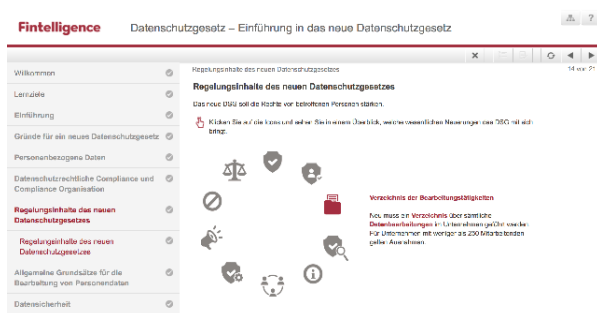 Fintelligence
Datenschutzgesetz – Einführung in das neue Datenschutzgesetz
?
Regelungsinhalte des neuen Datenschutzgesetzes
14 von 21
Willkommen
Lernziele
Einführung
Gründe für ein neues Datenschutzgesetz
Personenbezogene Daten
Datenschutzrechtliche Compliance und
Compliance Organisation
Regelungsinhalte des neuen
Datenschutzgesetzes
Regelungsinhalte des neuen
Datenschutzgesetzes
Allgemeine Grundsätze für die
Bearbeitung von Personendaten
Datensicherheit
Regelungsinhalte des neuen Datenschutzgesetzes
Das neue DSG soll die Rechte von betroffenen Personen stärken.
Klicken Sie auf die Icons und sehen Sie in einem Überblick, welche wesentlichen Neuerungen das DSG mit sich
bringt.
Verzeichnis der Bearbeitungstätigkeiten
Neu muss ein Verzeichnis über sämtliche
Datenbearbeitungen im Unternehmen geführt werden.
Für Unternehmen mit weniger als 250 Mitarbeitenden
gelten Ausnahmen.